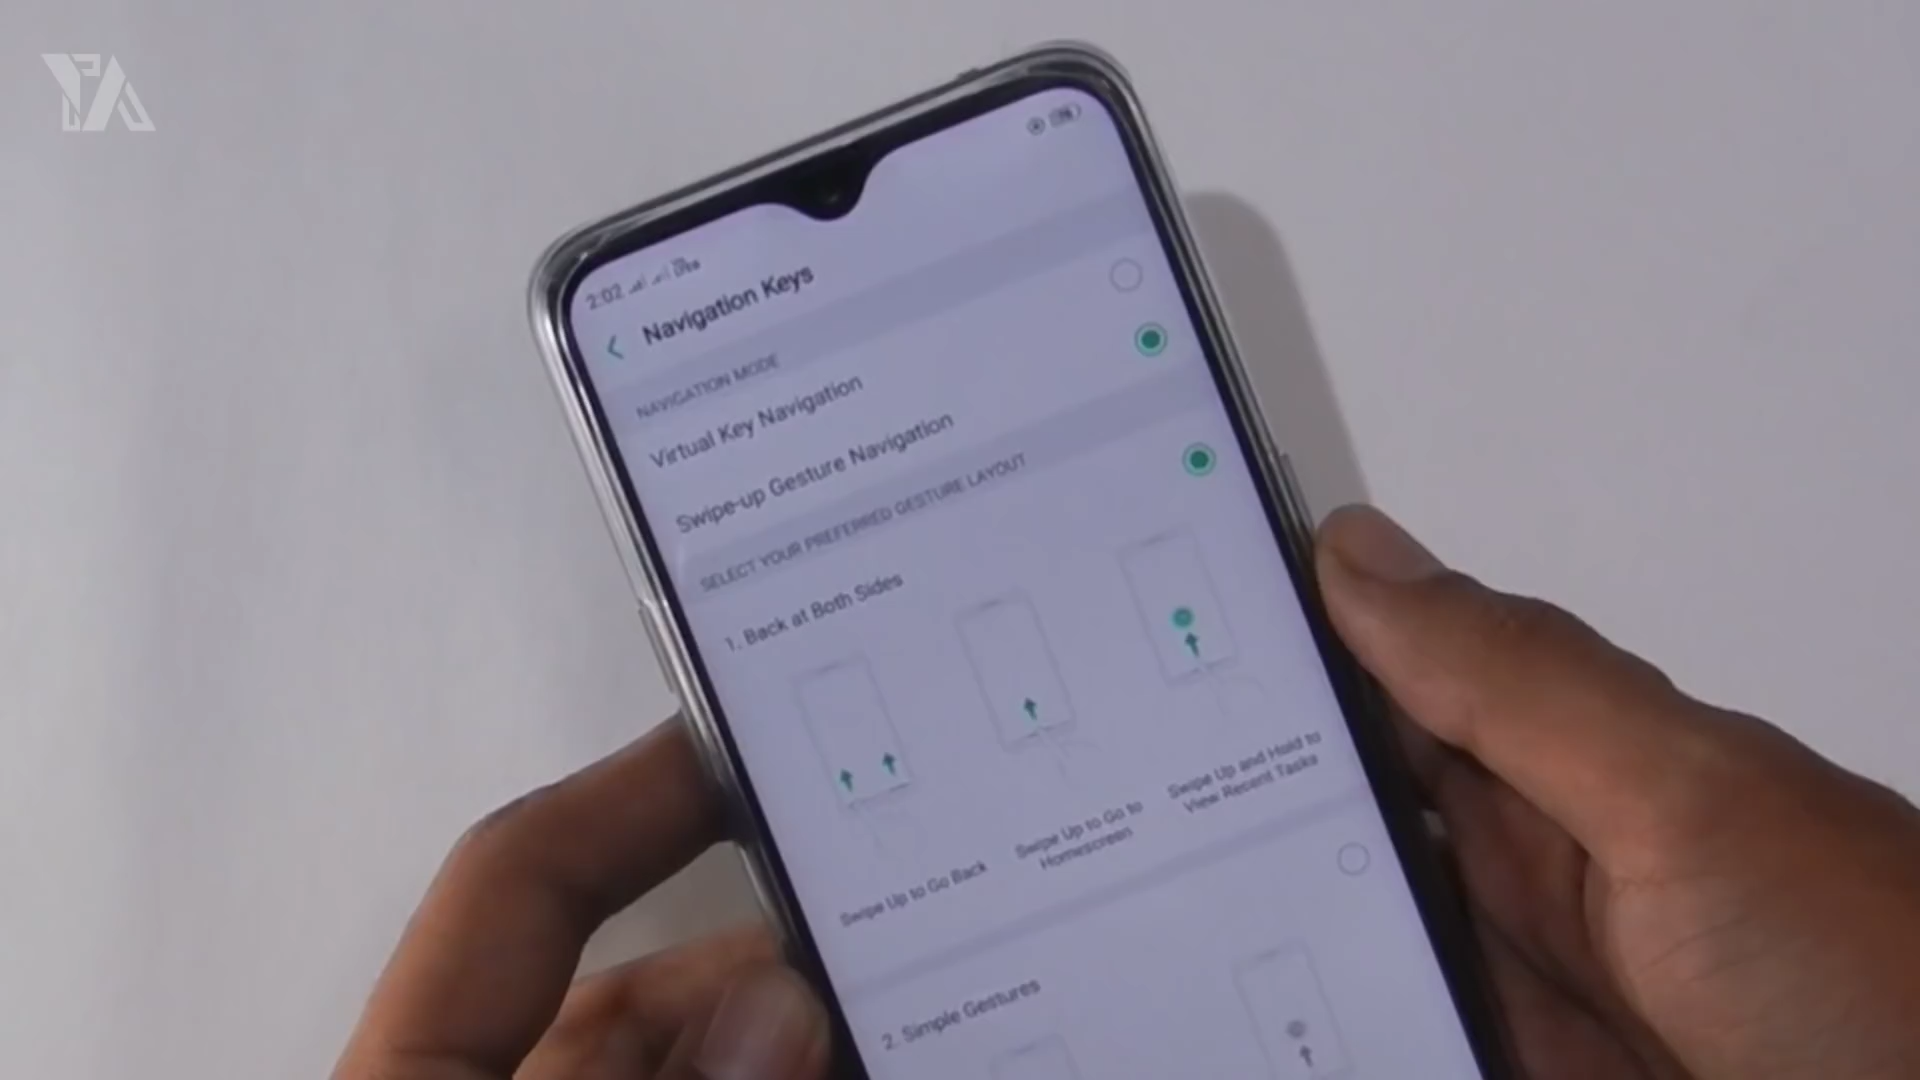 2:02
Navigation Keys
NAVIGATION MODE
Virtual Key Navigation
Swipe-up Gesture Navigation
SELECT YOUR PREFERRED GESTURE LAYOUT
1. Back at Both Sides
Swipe Up to Go Back
Swipe Up to Go to
Homescreen
Swipe Up and Hold to
View Recent Tasks
2. Simple Gestures